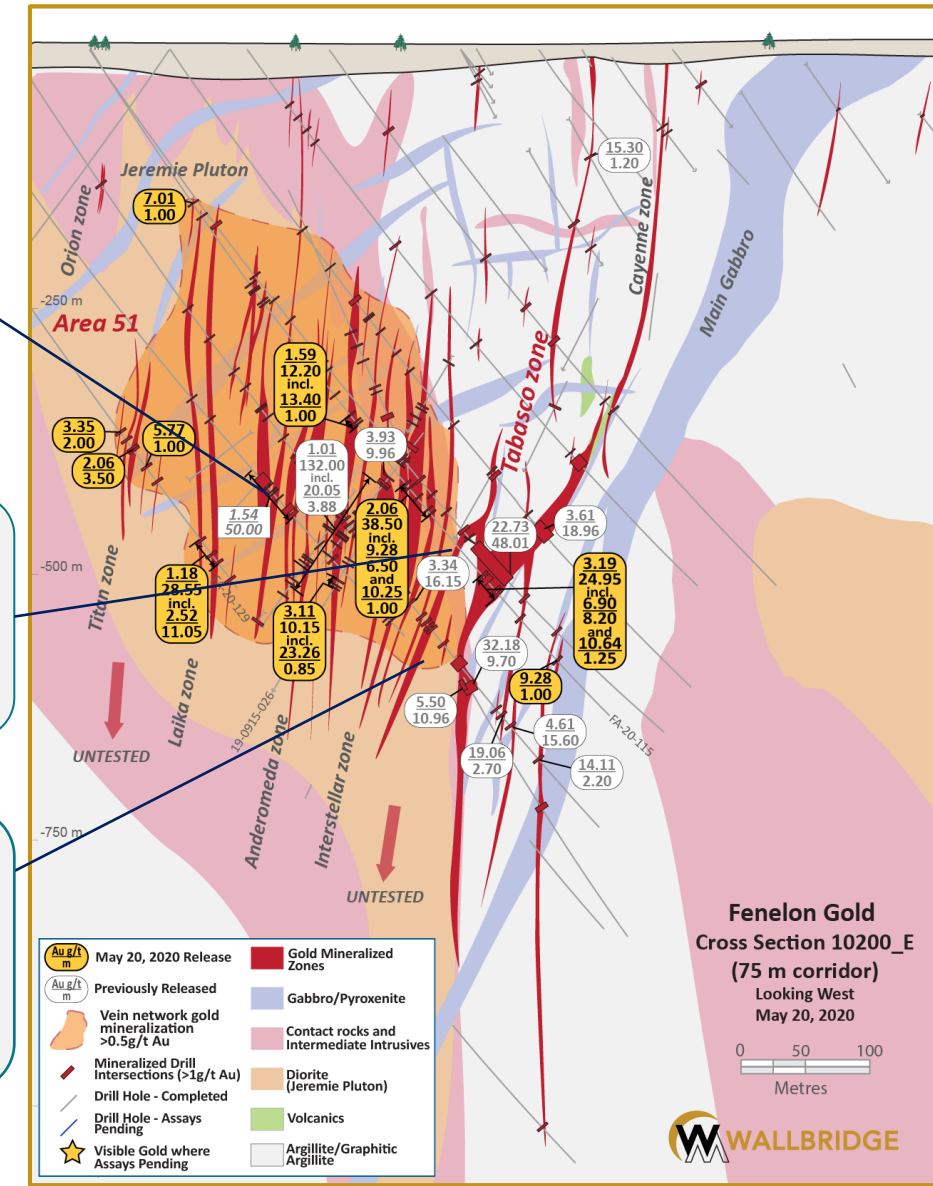 15.30
1.20
Jeremie Pluton
7.01
1.00
Orion zone
Cayenne zone
Main Gabbro
-250 m
Area 51
Tabasco zone
1.59
12.20
incl.
13.40
1.00
3.35
2.00
5.77
1.00
2.06
3.50
3.93
9.96
1.01
132.00
incl.
20.05
3.88
1.54
50.00
2.06
38.50
incl.
9.28
6.50
and
10.25
1.00
22.73
48.01
3.61
18.96
-500 m
3.34
16.15
3.19
24.95
incl.
6.90
8.20
and
10.64
1.25
Titan zone
1.18
28.55
incl.
2.52
11.05
-20-129
3.11
10.15
incl.
23.26
0.85
32.18
9.70
9.28
1.00
5.50
10.96
4.61
15.60
19.06
2.70
14.11
2.20
FA-20-115
Laika zone
19-0915-026
Anderomeda zone
Interstellar zone
UNTESTED
-750 m
UNTESTED
Fenelon Gold
Cross Section 10200_E
(75 m corridor)
Looking West
May 20, 2020
0 50 100
Metres
WALLBRIDGE
Au g/t
m
May 20, 2020 Release
Au g/t
m
Previously Released
Vein network gold
mineralization
>0.5g/t Au
Mineralized Drill
Intersections (>1g/t Au)
Drill Hole - Completed
Drill Hole - Assays
Pending
Visible Gold where
Assays Pending
Gold Mineralized
Zones
Gabbro/Pyroxenite
Contact rocks and
Intermediate Intrusives
Diorite
(Jeremie Pluton)
Volcanics
Argillite/Graphitic
Argillite